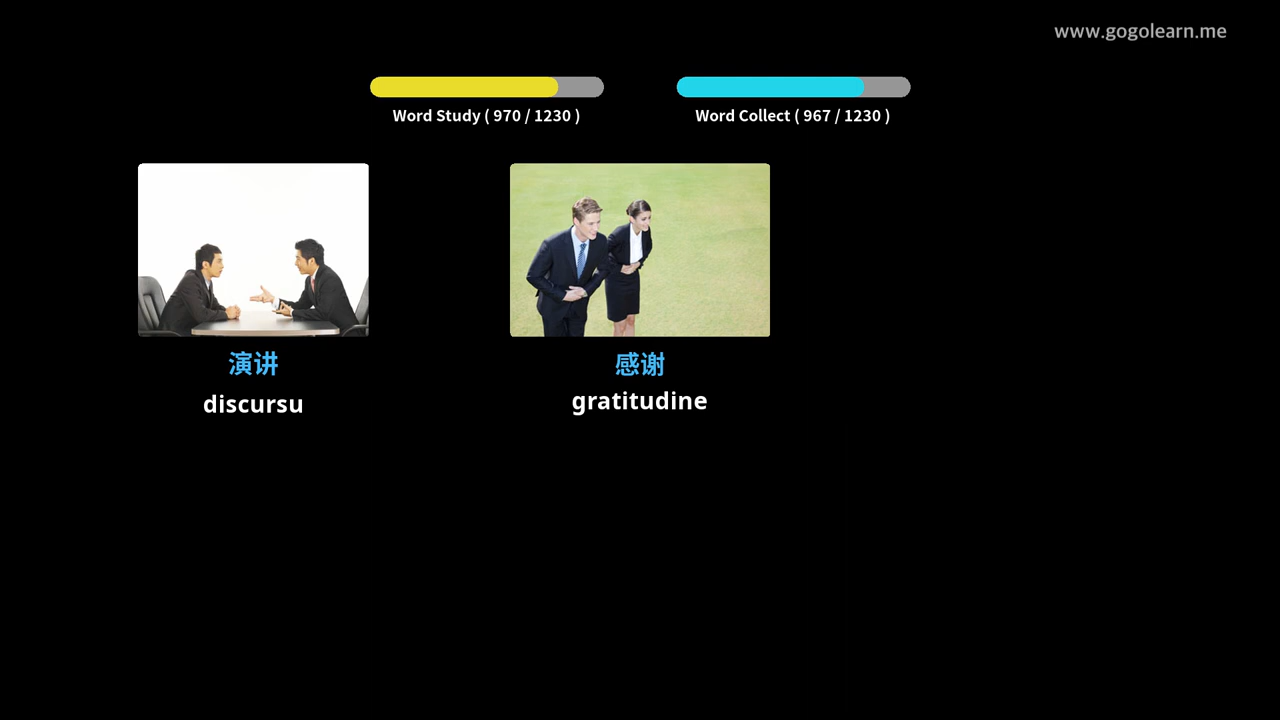 www.gogolearn.me
Word Study ( 970 / 1230 )
Word Collect ( 967 / 1230 )
演讲
discursu
感谢
gratitudine